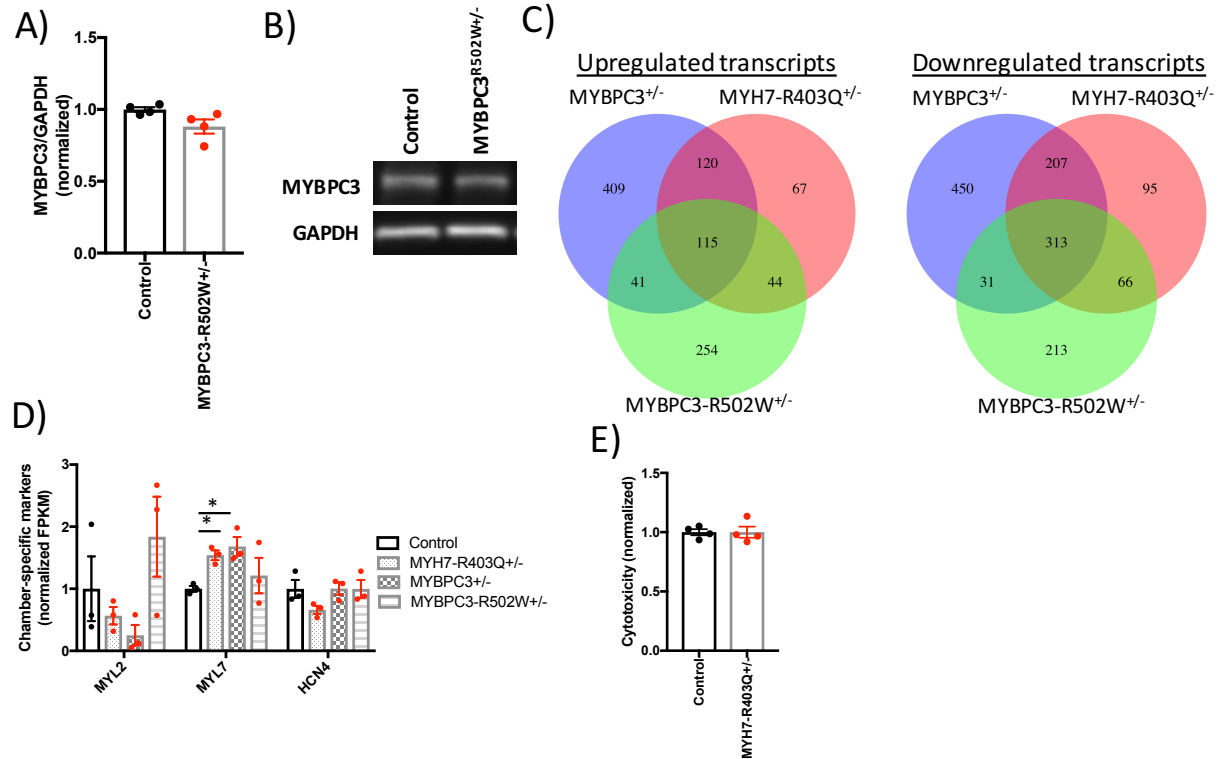 A)
MYBPC3/GAPDH
(normalized)
1.5
1.0
0.5
0.0
Control
MYBPC3-R502W+/-
B)
Control
MYBPC3R502W+/-
MYBPC3
GAPDH
C)
Upregulated transcripts
MYBPC3+/-
MYH7-R403Q+/-
120
409
67
115
41
44
254
MYBPC3-R502W+/-
Downregulated transcripts
MYBPC3+/-
MYH7-R403Q+/-
207
450
95
313
31
66
213
MYBPC3-R502W+/-
D)
Chamber-specific markers
(normalized FPKM)
3
2
1
0
*
*
MYL2
MYL7
HCN4
Control
MYH7-R403Q+/-
MYBPC3+/-
MYBPC3-R502W+/-
E)
Cytotoxicity (normalized)
1.5
1.0
0.5
0.0
Control
MYH7-R403Q+/-